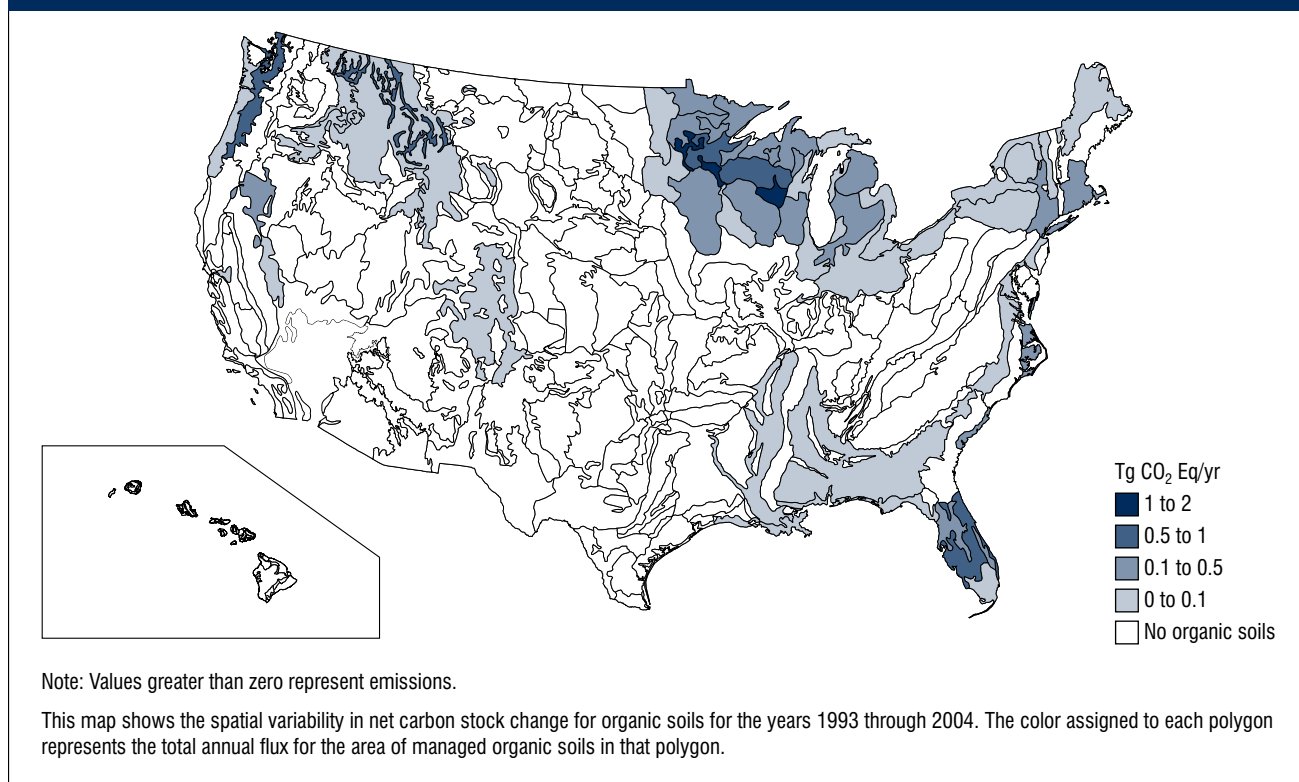 Tg CO₂ Eq/yr
1 to 2
0.5 to 1
0.1 to 0.5
0 to 0.1
No organic soils
Note: Values greater than zero represent emissions.
This map shows the spatial variability in net carbon stock change for organic soils for the years 1993 through 2004. The color assigned to each polygon
represents the total annual flux for the area of managed organic soils in that polygon.